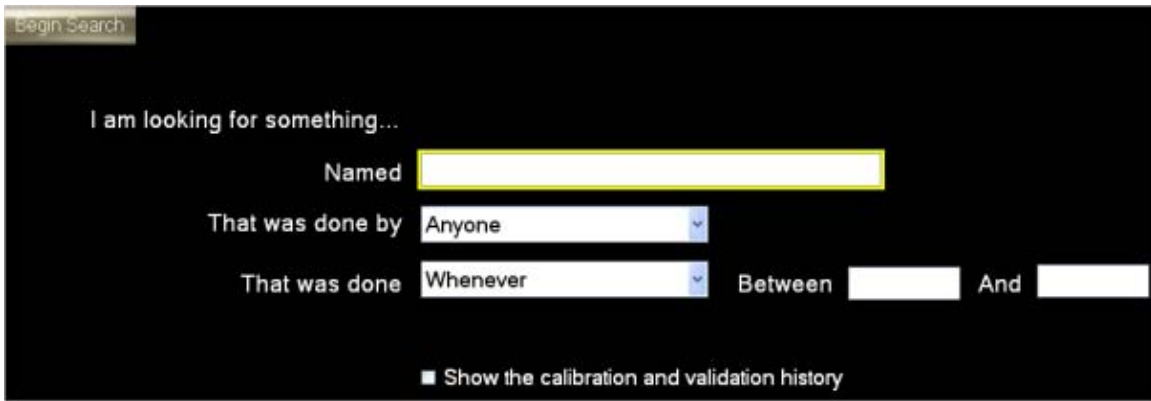 Begin Search
I am looking for something...
Named
That was done by Anyone
That was done Whenever Between And
Show the calibration and validation history